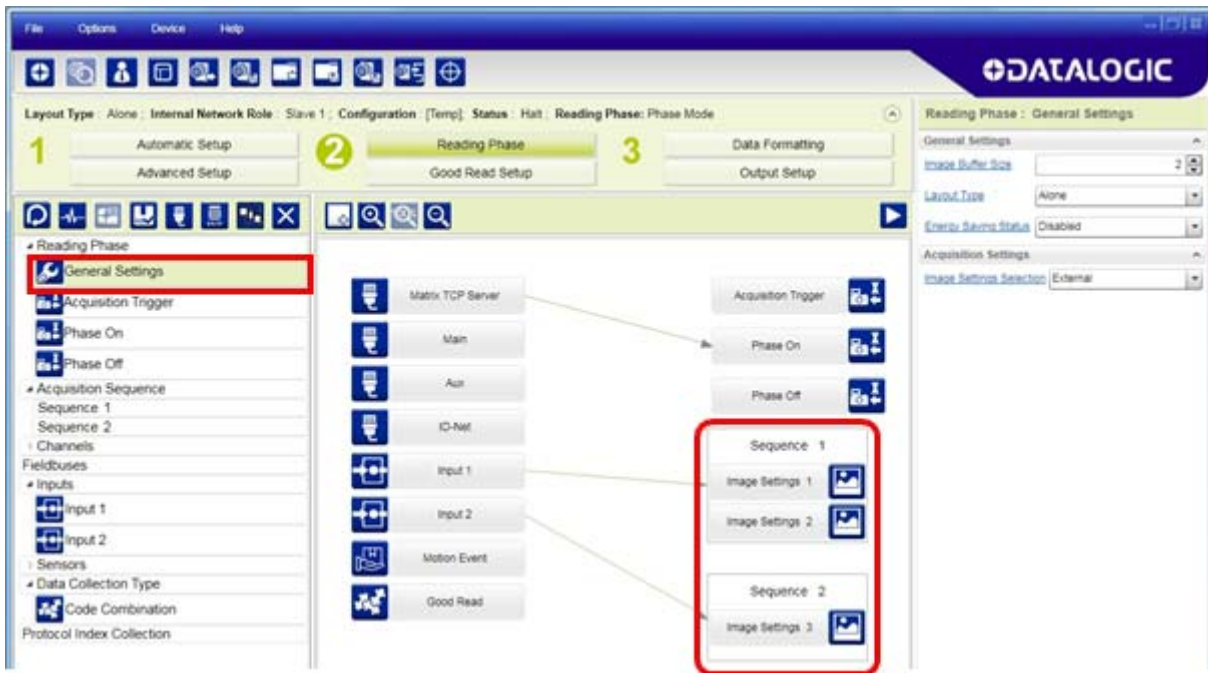 File Options Device Help
DATALOGIC
Layout Type : Alone ; Internal Network Role : Slave 1 ; Configuration : [Temp]; Status : Halt ; Reading Phase: Phase Mode
1 Automatic Setup 2 Reading Phase 3 Data Formatting
Advanced Setup Good Read Setup Output Setup
Reading Phase
General Settings
Acquisition Trigger
Phase On
Phase Off
Acquisition Sequence
Sequence 1
Sequence 2
Channels
Fieldbuses
Inputs
Input 1
Input 2
Sensors
Data Collection Type
Code Combination
Protocol Index Collection
Matrix TCP Server
Main
Aux
IO-Net
Input 1
Input 2
Motion Event
Good Read
Acquisition Trigger
Phase On
Phase Off
Sequence 1
Image Settings 1
Image Settings 2
Sequence 2
Image Settings 3
Reading Phase : General Settings
General Settings
Image Buffer Size 2
Layout Type Alone
Energy Saving Status Disabled
Acquisition Settings
Image Settings Selection External